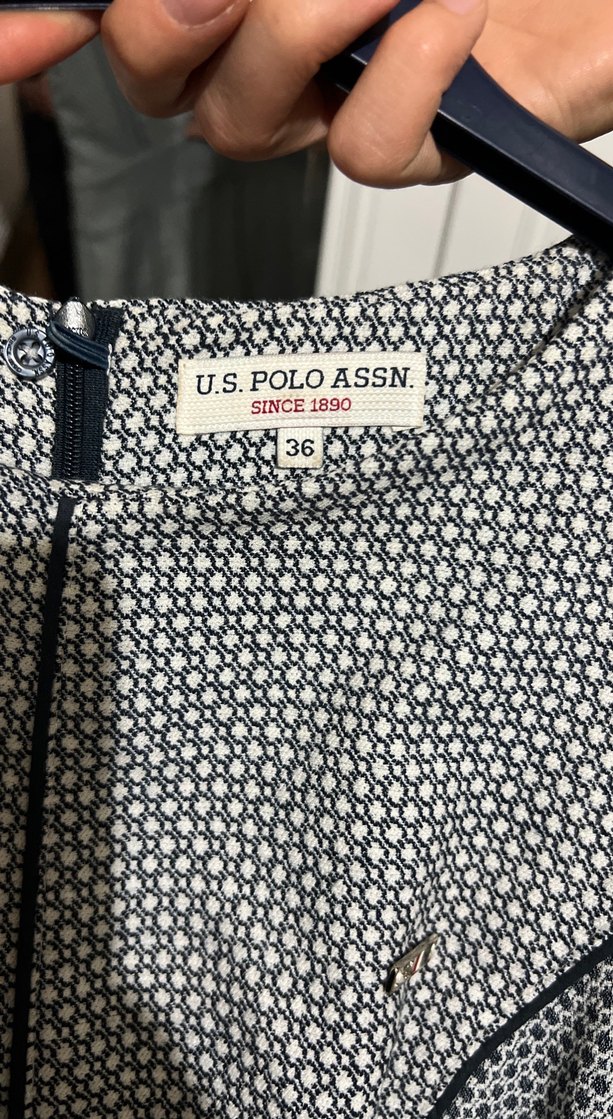 U.S. POLO ASSN.
SINCE 1890
36